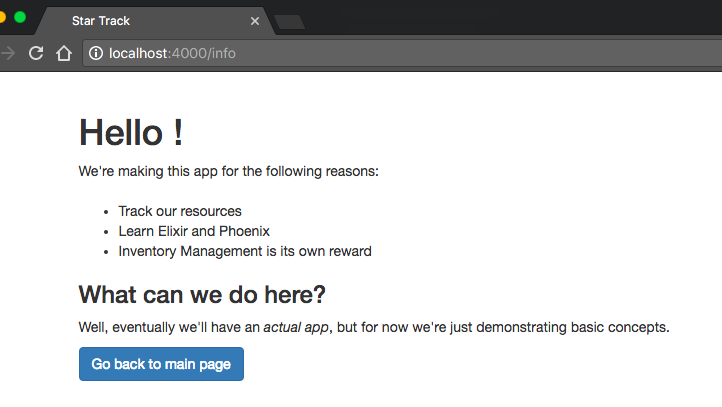 Star Track
localhost:4000/info
Hello !
We're making this app for the following reasons:
Track our resources
Learn Elixir and Phoenix
Inventory Management is its own reward
What can we do here?
Well, eventually we'll have an actual app, but for now we're just demonstrating basic concepts.
Go back to main page